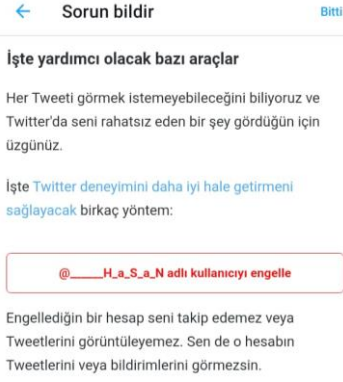 Sorun bildir
Bitti
İşte yardımcı olacak bazı araçlar
Her Tweeti görmek istemeyebileceğini biliyoruz ve
Twitter'da seni rahatsız eden bir şey gördüğün için
üzgünüz.
İşte Twitter deneyimini daha iyi hale getirmeni
sağlayacak birkaç yöntem:
@_____H_a_S_a_N adlı kullanıcıyı engelle
Engellediğin bir hesap seni takip edemez veya
Tweetlerini görüntüleyemez. Sen de o hesabın
Tweetlerini veya bildirimlerini görmezsin.